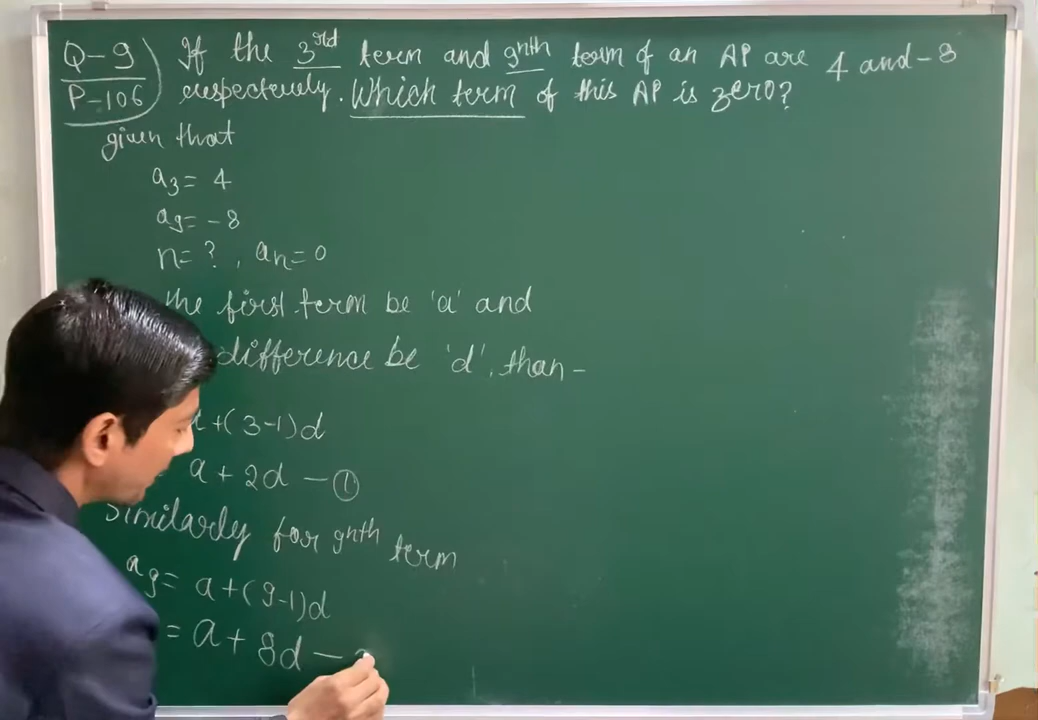 Q-9 If the 3rd term and 9nth term of an AP are 4 and -8
P-106 respectevely. Which term of this AP is zero?
given that
a3 = 4
a9 = -8
n = ? , an = 0
the first term be 'a' and
difference be 'd', than -
+(3-1)d
a + 2d - ①
Similarly for 9nth term
a9 = a+(9-1)d
= a + 8d -